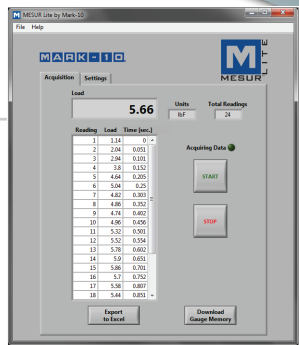 MESUR Lite by Mark-10
File Help
MARK-10
M
MESUR LITE
Acquisition Settings
Load
5.66
Units
lbF
Total Readings
24
Reading Load Time (sec.)
1 1.14 0
2 2.04 0.051
3 2.94 0.101
4 3.8 0.152
5 4.64 0.205
6 5.04 0.25
7 4.82 0.303
8 4.86 0.352
9 4.74 0.402
10 4.96 0.456
11 5.32 0.501
12 5.52 0.554
13 5.78 0.602
14 5.9 0.651
15 5.86 0.701
16 5.7 0.752
17 5.58 0.807
18 5.44 0.851
Acquiring Data
START
STOP
Export
to Excel
Download
Gauge Memory